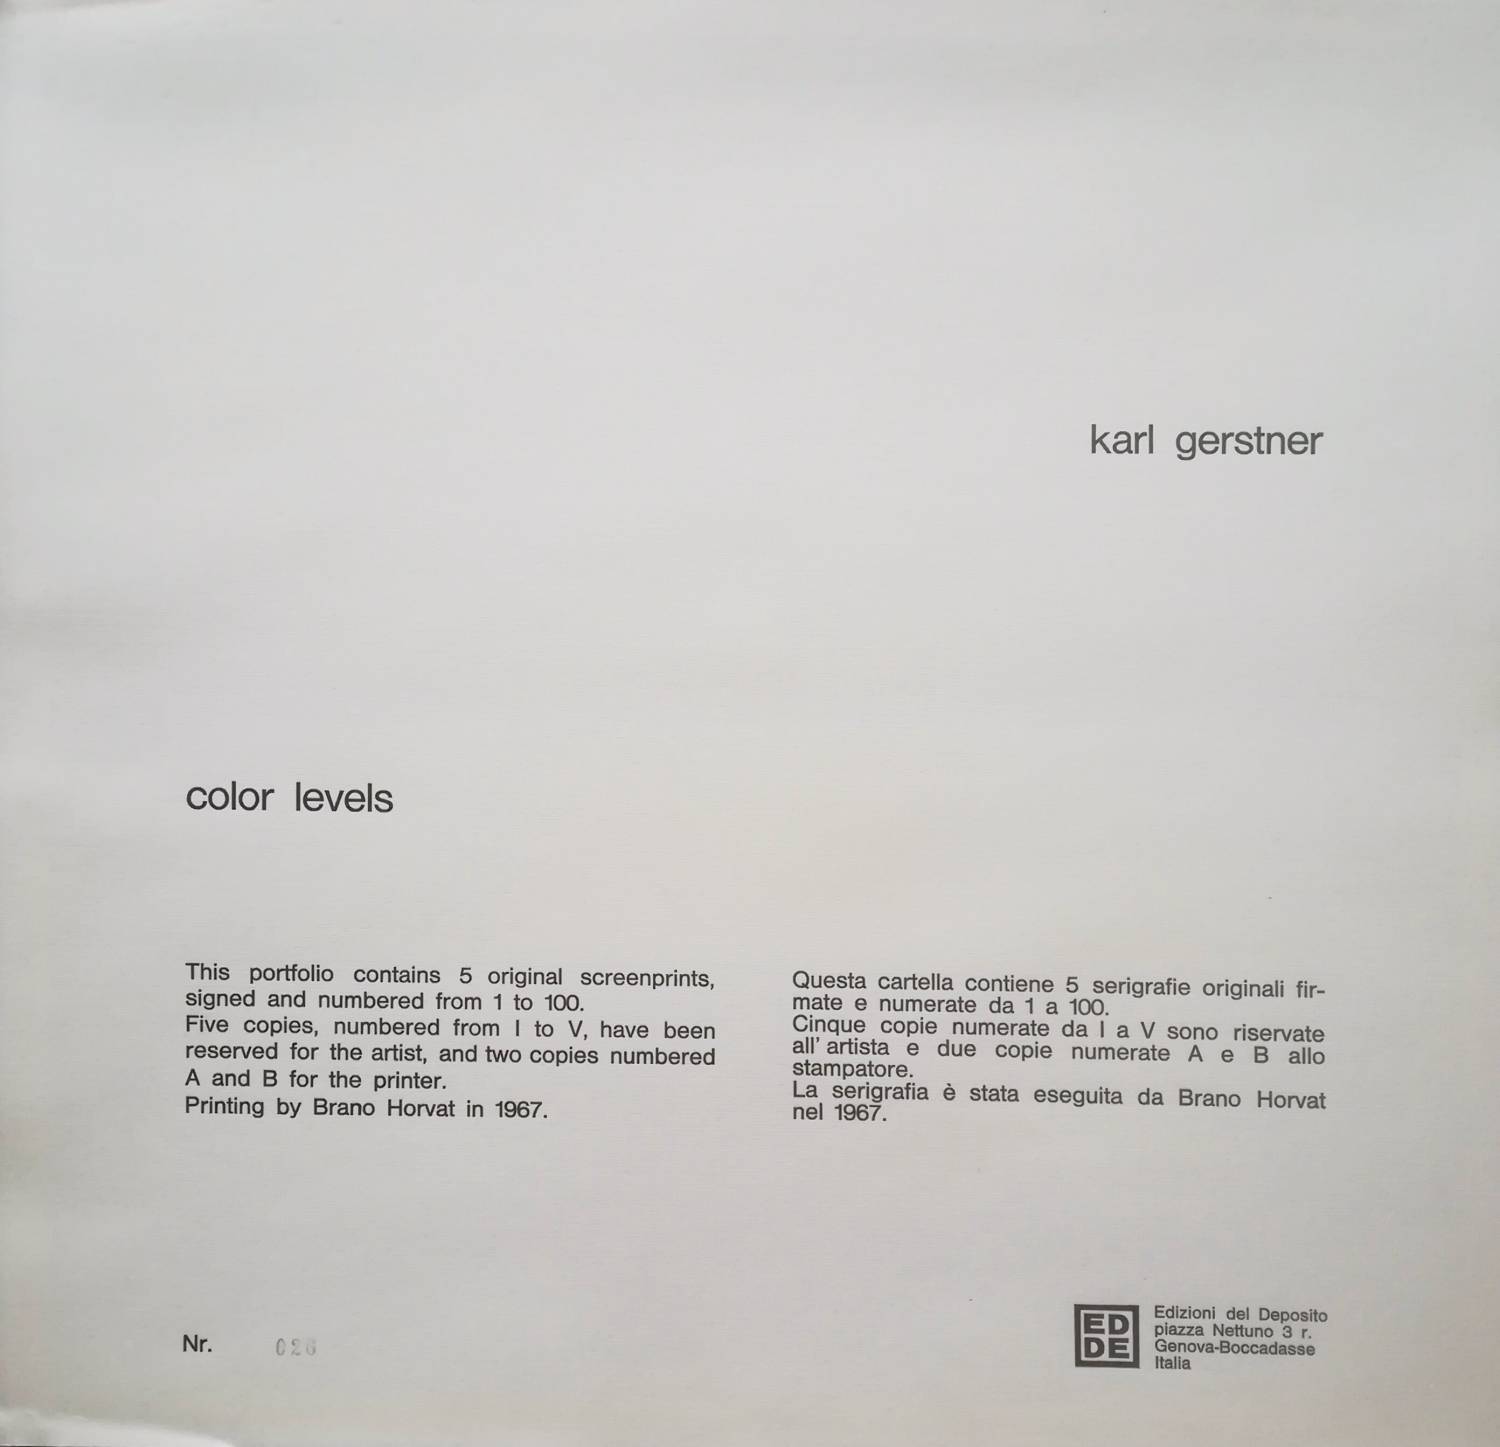 karl gerstner
color levels
This portfolio contains 5 original screenprints,
signed and numbered from 1 to 100.
Five copies, numbered from I to V, have been
reserved for the artist, and two copies numbered
A and B for the printer.
Printing by Brano Horvat in 1967.
Questa cartella contiene 5 serigrafie originali fir-
mate e numerate da 1 a 100.
Cinque copie numerate da I a V sono riservate
all' artista e due copie numerate A e B allo
stampatore.
La serigrafia è stata eseguita da Brano Horvat
nel 1967.
Nr. 026
ED
DE
Edizioni del Deposito
piazza Nettuno 3 r.
Genova-Boccadasse
Italia